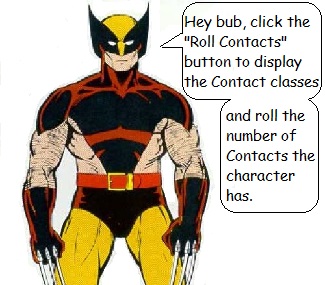 Hey bub, click the
"Roll Contacts"
button to display
the Contact classes
and roll the
number of
Contacts the
character
has.